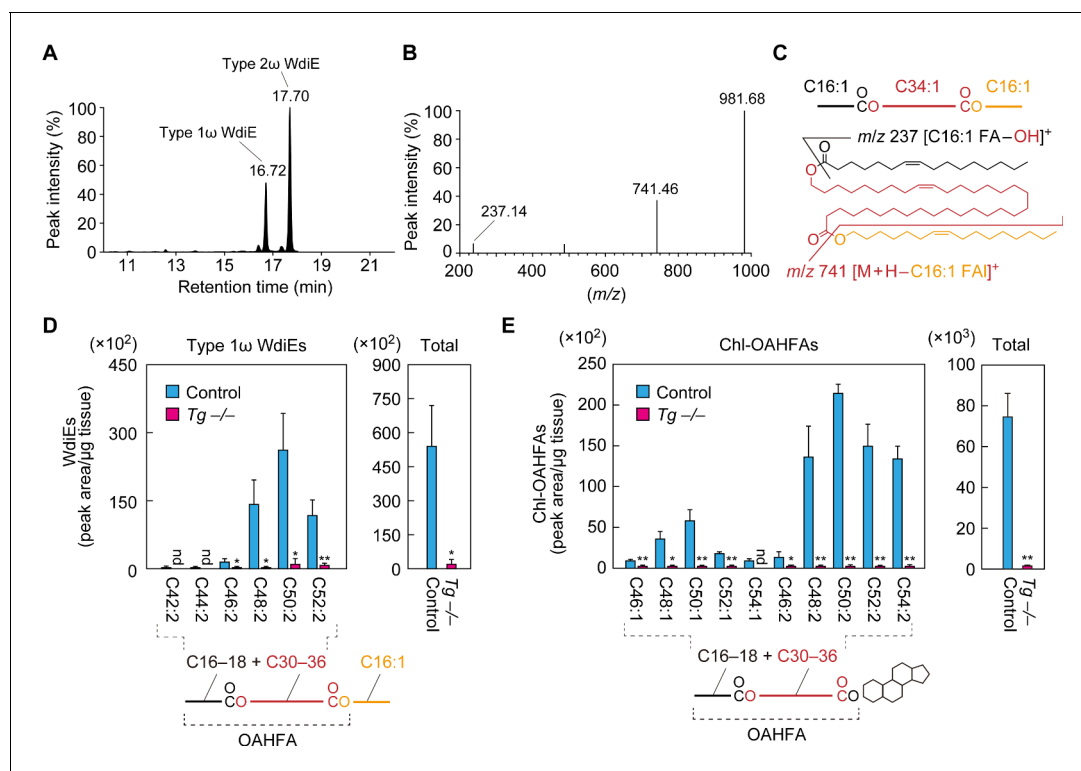 A
Type 2ω WdiE
17.70
Type 1ω WdiE
16.72
Peak intensity (%)
100
80
60
40
20
0
11 13 15 17 19 21
Retention time (min)
B
981.68
741.46
237.14
Peak intensity (%)
100
80
60
40
20
0
200 400 600 800 1000
(m/z)
C
C16:1 C34:1 C16:1
O O
CO CO
m/z 237 [C16:1 FA–OH]+
O
O
O
O
m/z 741 [M+H–C16:1 FAl]+
D
(×10²) Type 1ω WdiEs (×10²) Total
WdiEs
(peak area/μg tissue)
450
300
150
0
Control
Tg –/–
nd nd * * * **
C42:2 C44:2 C46:2 C48:2 C50:2 C52:2
900
750
600
450
300
150
0
*
Control Tg –/–
C16–18 + C30–36 C16:1
O O
CO CO
OAHFA
E
(×10²) Chl-OAHFAs (×10³) Total
Chl-OAHFAs
(peak area/μg tissue)
250
200
150
100
50
0
Control
Tg –/–
** * ** ** nd * ** ** ** **
C46:1 C48:1 C50:1 C52:1 C54:1 C46:2 C48:2 C50:2 C52:2 C54:2
100
80
60
40
20
0
**
Control Tg –/–
C16–18 + C30–36
O O
CO CO
OAHFA